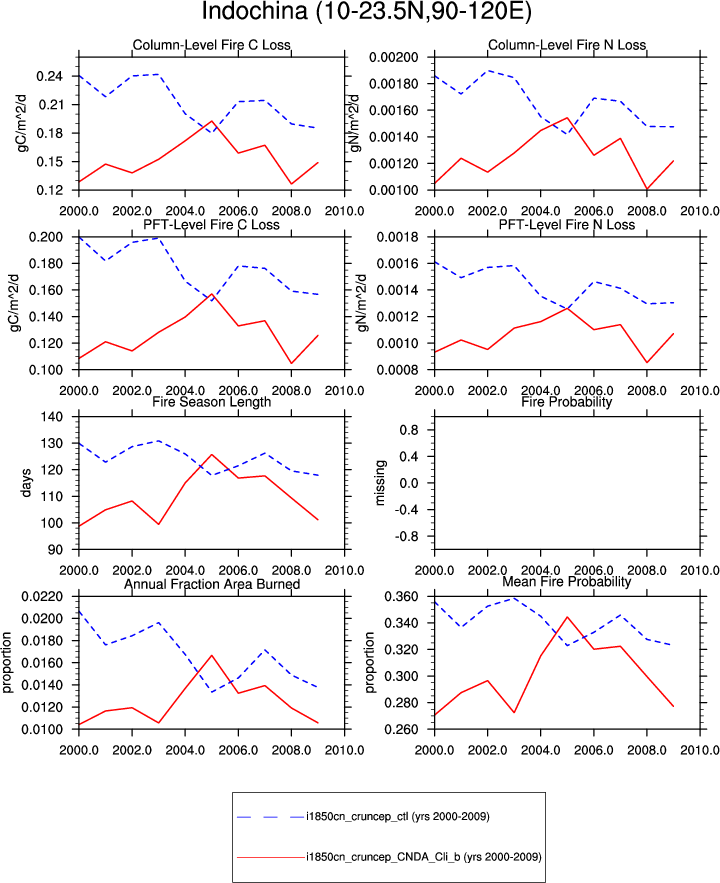 Indochina (10-23.5N,90-120E)
Column-Level Fire C Loss
gC/m^2/d
0.24
0.21
0.18
0.15
0.12
2000.0 2002.0 2004.0 2006.0 2008.0 2010.0
Column-Level Fire N Loss
gN/m^2/d
0.00200
0.00180
0.00160
0.00140
0.00120
0.00100
2000.0 2002.0 2004.0 2006.0 2008.0 2010.0
PFT-Level Fire C Loss
gC/m^2/d
0.200
0.180
0.160
0.140
0.120
0.100
2000.0 2002.0 2004.0 2006.0 2008.0 2010.0
PFT-Level Fire N Loss
gN/m^2/d
0.0018
0.0016
0.0014
0.0012
0.0010
0.0008
2000.0 2002.0 2004.0 2006.0 2008.0 2010.0
Fire Season Length
days
140
130
120
110
100
90
2000.0 2002.0 2004.0 2006.0 2008.0 2010.0
Fire Probability
missing
0.8
0.4
0.0
-0.4
-0.8
2000.0 2002.0 2004.0 2006.0 2008.0 2010.0
Annual Fraction Area Burned
proportion
0.0220
0.0200
0.0180
0.0160
0.0140
0.0120
0.0100
2000.0 2002.0 2004.0 2006.0 2008.0 2010.0
Mean Fire Probability
proportion
0.360
0.340
0.320
0.300
0.280
0.260
2000.0 2002.0 2004.0 2006.0 2008.0 2010.0
i1850cn_cruncep_ctl (yrs 2000-2009)
i1850cn_cruncep_CNDA_Cli_b (yrs 2000-2009)